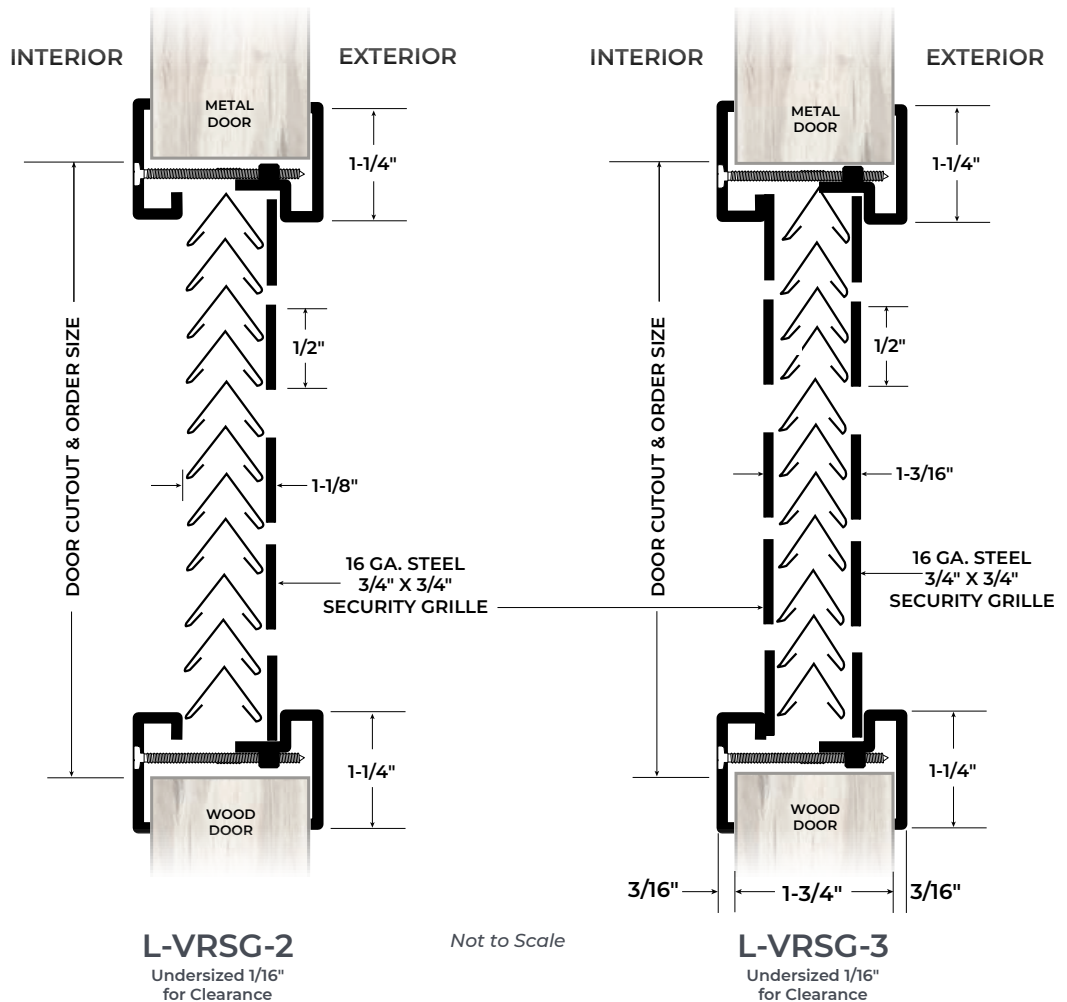 INTERIOR
EXTERIOR
METAL
DOOR
1-1/4"
DOOR CUTOUT & ORDER SIZE
1/2"
1-1/8"
16 GA. STEEL
3/4" X 3/4"
SECURITY GRILLE
1-1/4"
WOOD
DOOR
L-VRSG-2
Undersized 1/16"
for Clearance
Not to Scale
INTERIOR
EXTERIOR
METAL
DOOR
1-1/4"
DOOR CUTOUT & ORDER SIZE
1/2"
1-3/16"
16 GA. STEEL
3/4" X 3/4"
SECURITY GRILLE
1-1/4"
WOOD
DOOR
3/16"
1-3/4"
3/16"
L-VRSG-3
Undersized 1/16"
for Clearance